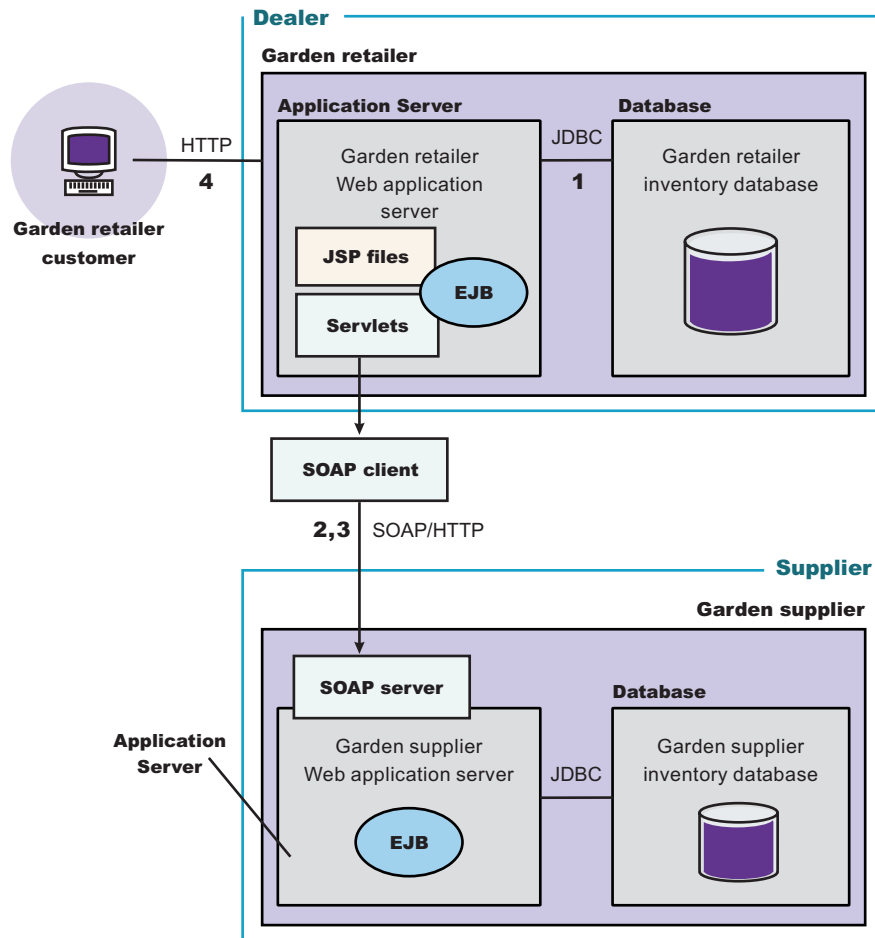 Dealer
Garden retailer
Application Server
Database
HTTP
4
Garden retailer
customer
Garden retailer
Web application
server
JDBC
1
Garden retailer
inventory database
JSP files
EJB
Servlets
SOAP client
2,3 SOAP/HTTP
Supplier
Garden supplier
SOAP server
Database
Application
Server
Garden supplier
Web application server
JDBC
Garden supplier
inventory database
EJB